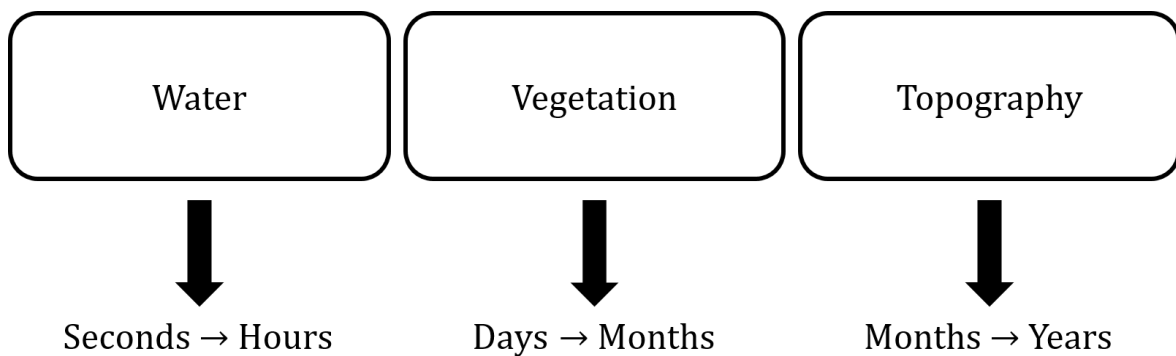 Water
Vegetation
Topography
Seconds → Hours
Days → Months
Months → Years